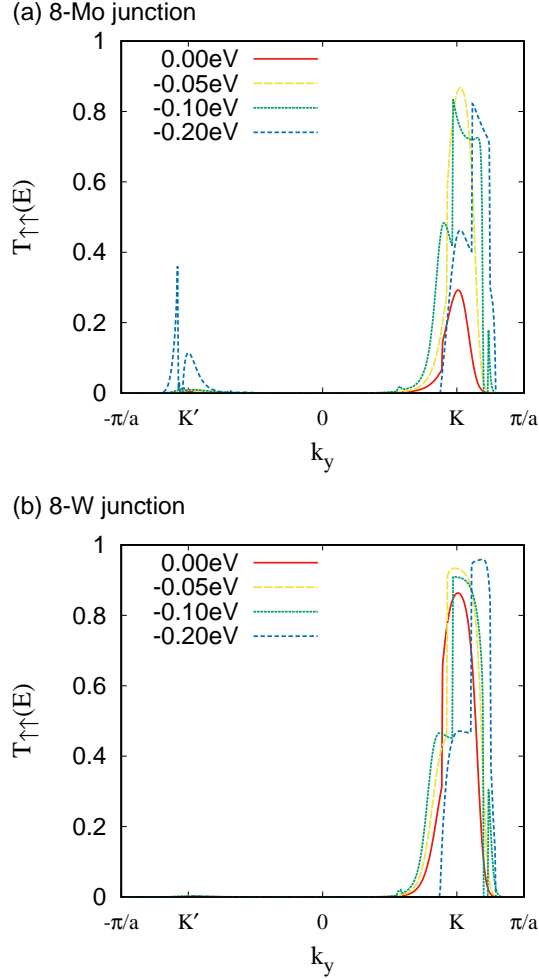 (a) 8-Mo junction
1
0.8
0.6
0.4
0.2
0
T↑↑(E)
0.00eV
-0.05eV
-0.10eV
-0.20eV
-π/a K′ 0 K π/a
k_y
(b) 8-W junction
1
0.8
0.6
0.4
0.2
0
T↑↑(E)
0.00eV
-0.05eV
-0.10eV
-0.20eV
-π/a K′ 0 K π/a
k_y